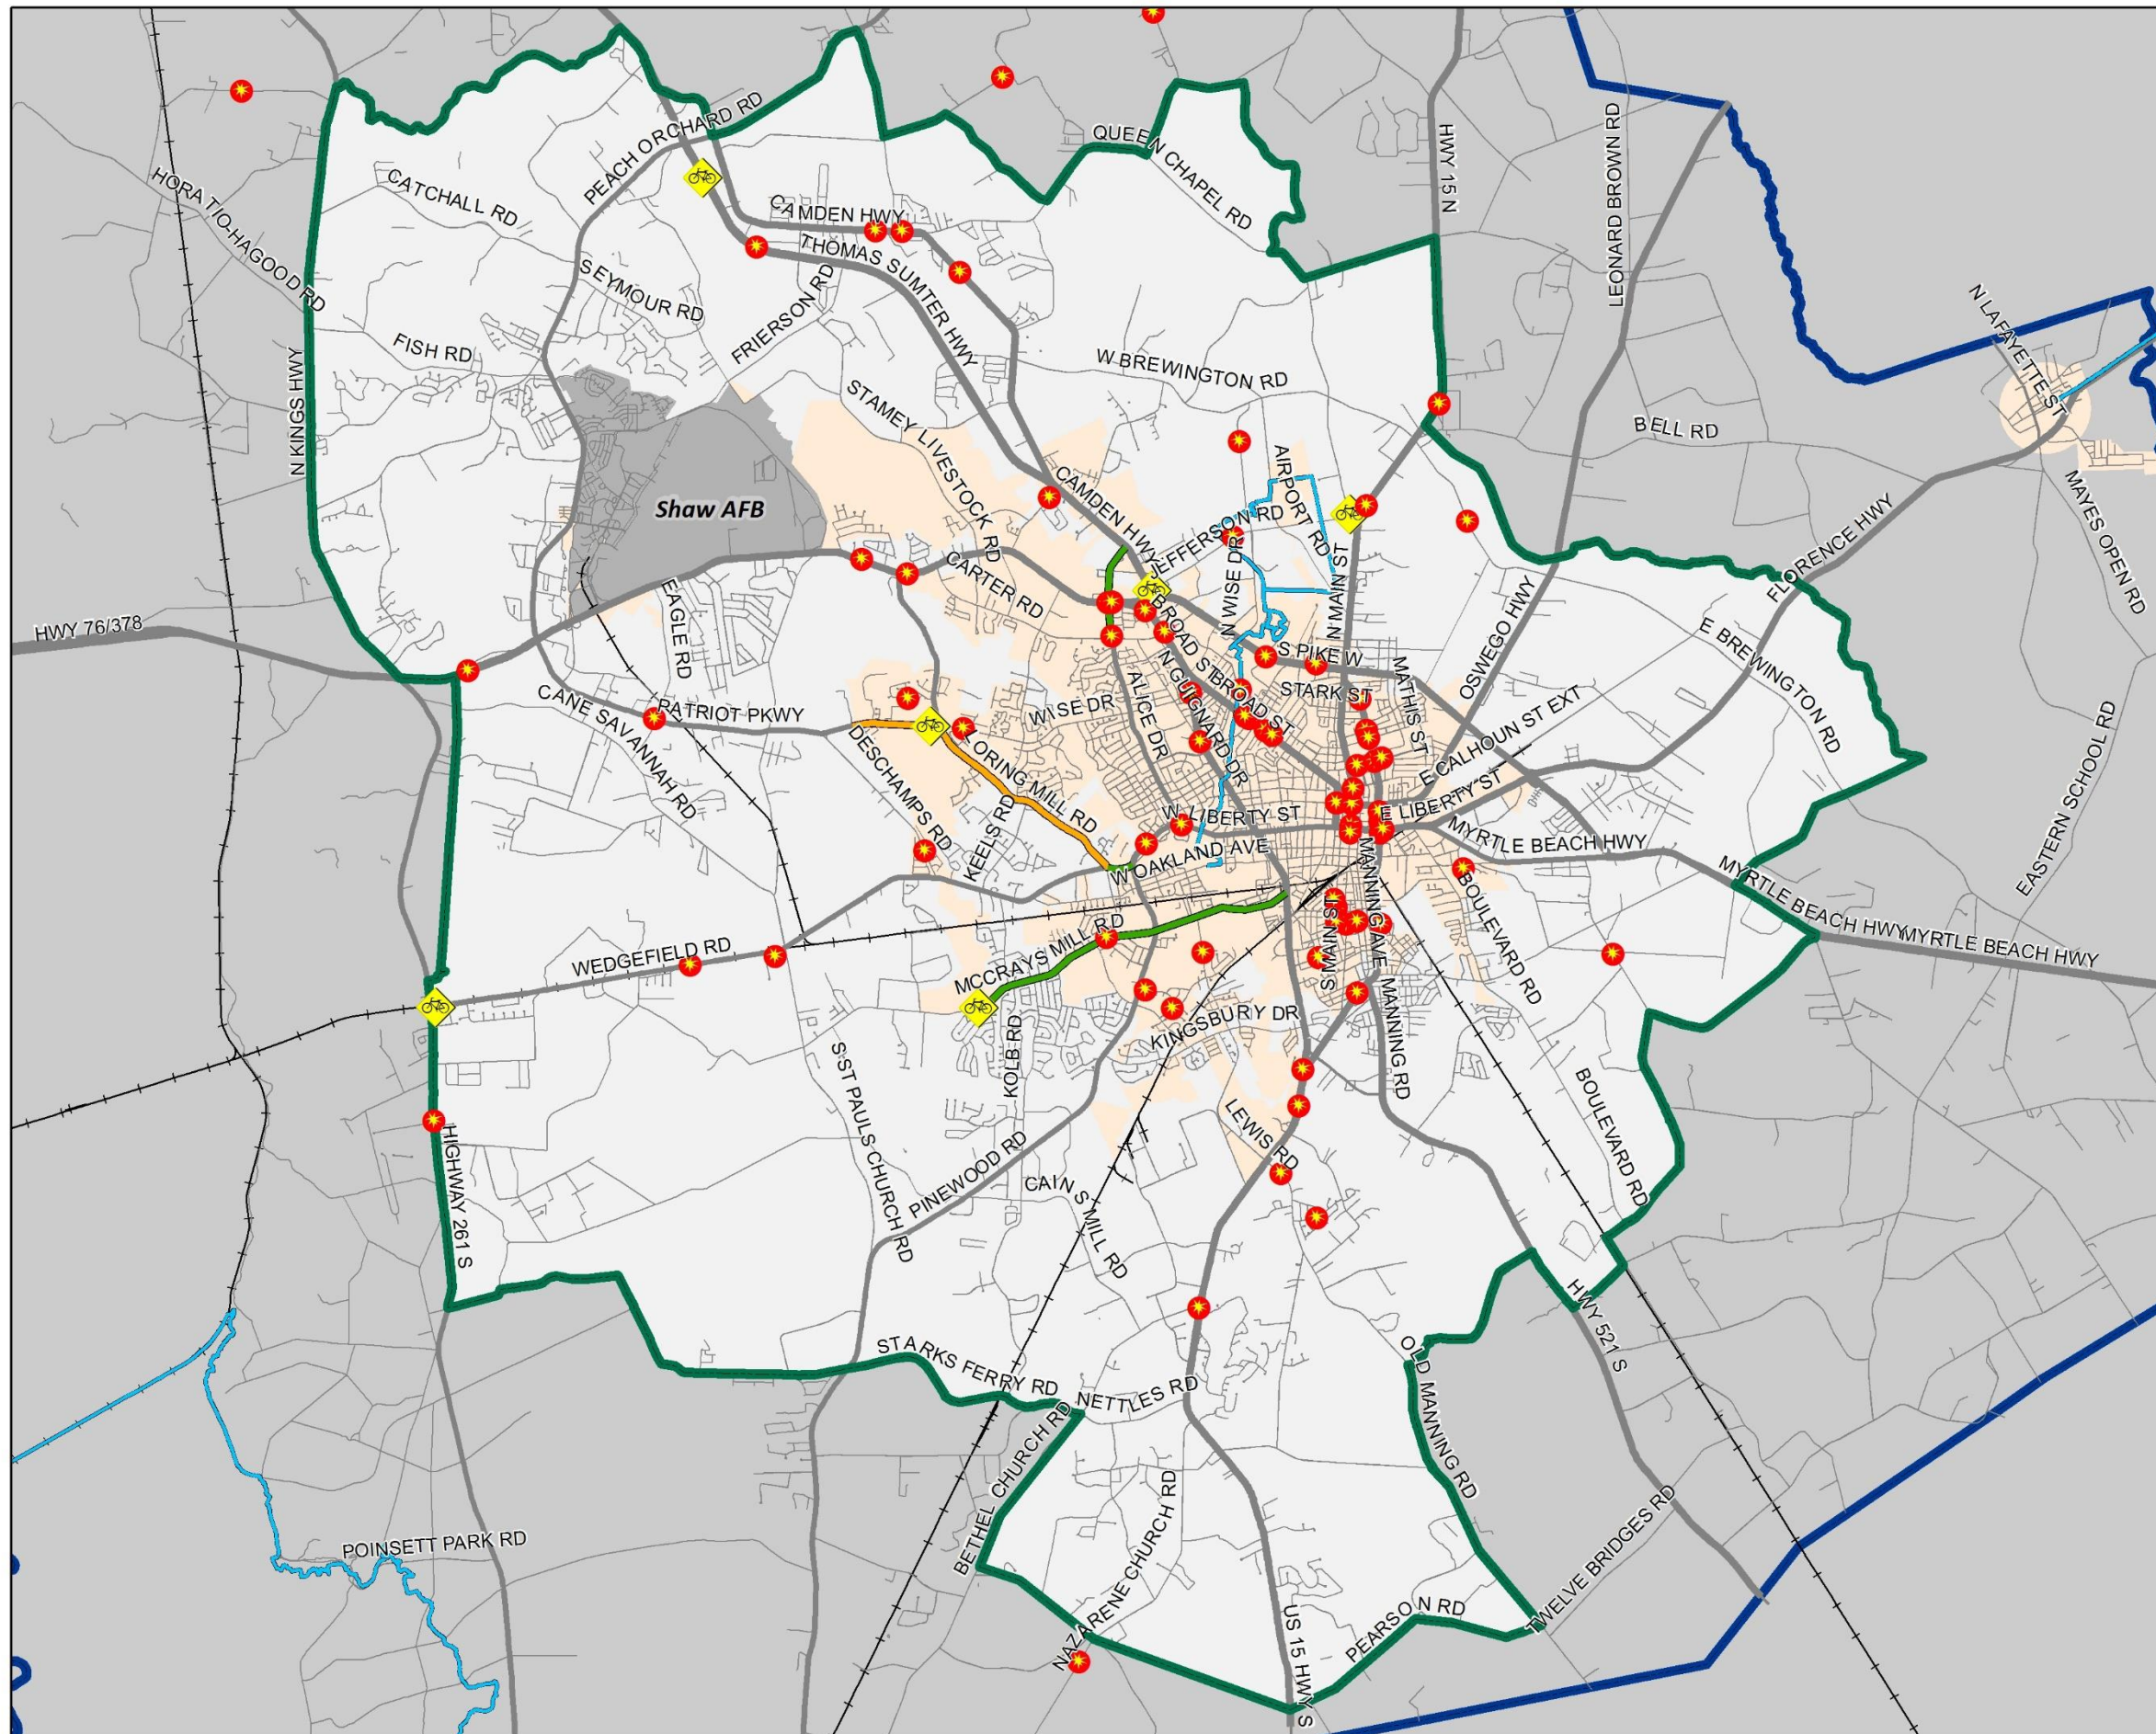 PEACH ORCHARD RD
QUEEN CHAPEL RD
HWY 15 N
LEONARD BROWN RD
HORATIO-HAGOOD RD
CATCHALL RD
CAMDEN HWY
THOMAS SUMTER HWY
SEYMOUR RD
FRIERSON RD
FISH RD
N KINGS HWY
W BREWINGTON RD
N LAFAYETTE ST
BELL RD
STAMEY LIVESTOCK RD
Shaw AFB
CAMDEN HWY
AIRPORT RD
JEFFERSON RD
MAYES OPEN RD
FLORENCE HWY
CARTER RD
EAGLE RD
N WISE DR
N MAIN ST
HWY 76/378
BROAD ST
OSWEGO HWY
E BREWINGTON RD
S PIKE W
N GUIGNARD DR
BROAD ST
STARK ST
MATHIS ST
CANE SAVANNAH RD
PATRIOT PKWY
WISE DR
ALICE DR
E CALHOUN ST EXT
EASTERN SCHOOL RD
DESCHAMPS RD
LORING MILL RD
KEELS RD
W LIBERTY ST
E LIBERTY ST
MYRTLE BEACH HWY
W OAKLAND AVE
MYRTLE BEACH HWY
MYRTLE BEACH HWY
BOULEVARD RD
MANNING AVE
S MAIN ST
WEDGEFIELD RD
MCCRAYS MILL RD
KINGSBURY DR
MANNING RD
KOLB RD
S ST PAULS CHURCH RD
LEWIS RD
BOULEVARD RD
HIGHWAY 261 S
PINEWOOD RD
CAINS MILL RD
HWY 521 S
STARKS FERRY RD
NETTLES RD
OLD MANNING RD
BETHEL CHURCH RD
NAZARENE CHURCH RD
POINSETT PARK RD
TWELVE BRIDGES RD
PEARSON RD
US 15 HWY S